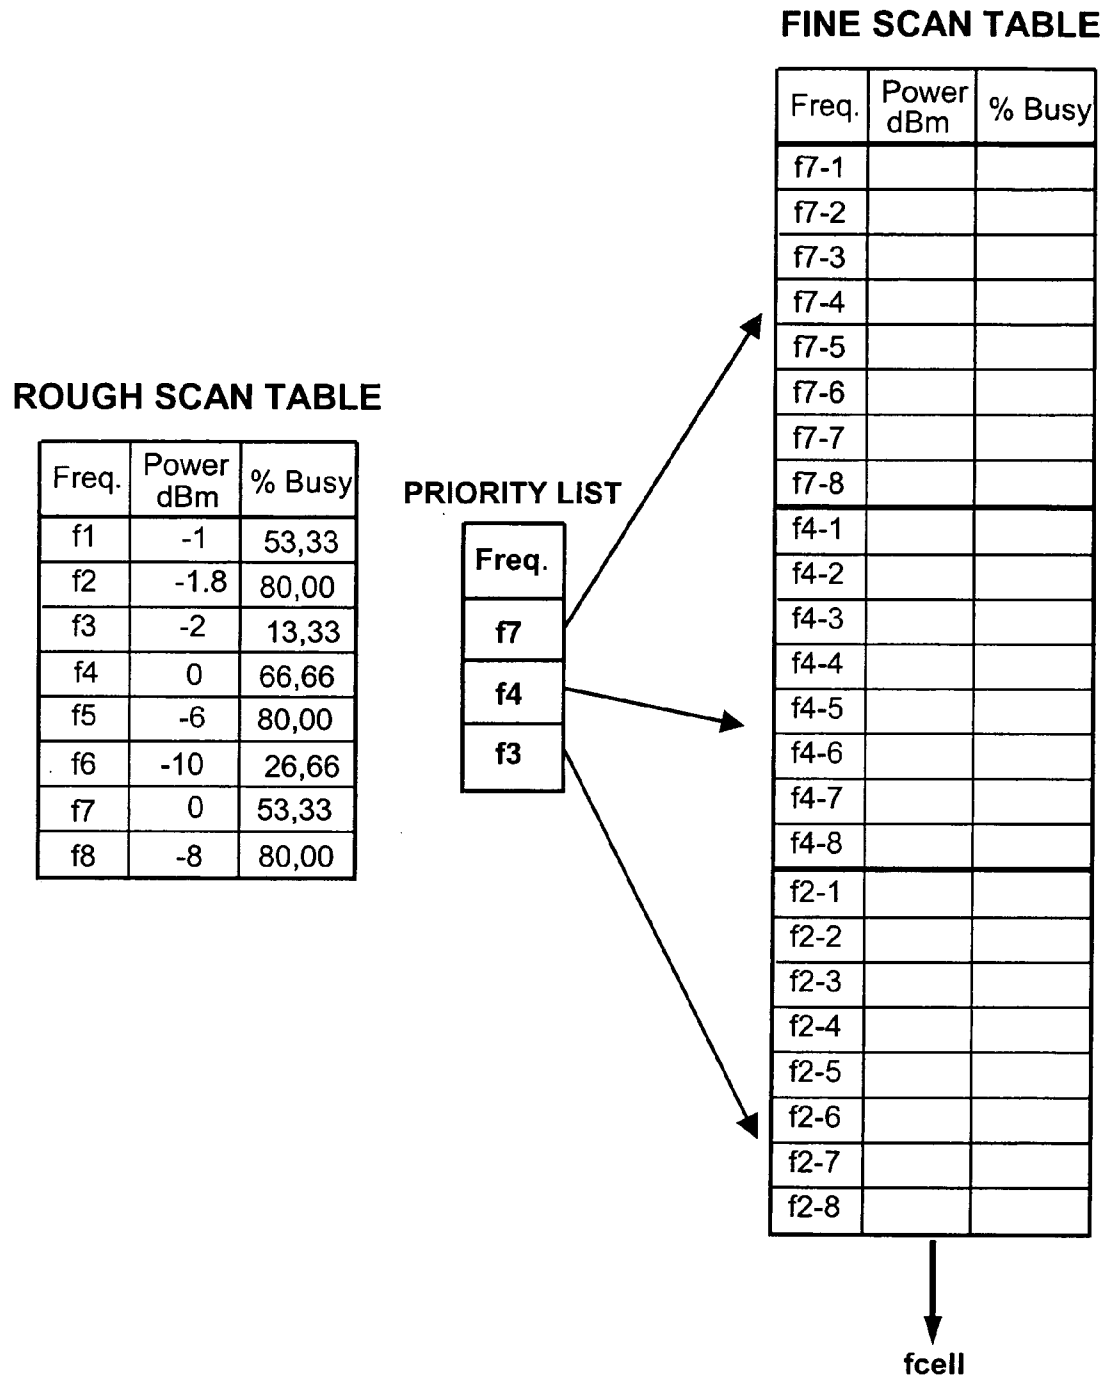 FINE SCAN TABLE
Freq. Power dBm % Busy
f7-1
f7-2
f7-3
f7-4
f7-5
f7-6
f7-7
f7-8
f4-1
f4-2
f4-3
f4-4
f4-5
f4-6
f4-7
f4-8
f2-1
f2-2
f2-3
f2-4
f2-5
f2-6
f2-7
f2-8
fcell
ROUGH SCAN TABLE
Freq. Power dBm % Busy
f1 -1 53,33
f2 -1.8 80,00
f3 -2 13,33
f4 0 66,66
f5 -6 80,00
f6 -10 26,66
f7 0 53,33
f8 -8 80,00
PRIORITY LIST
Freq.
f7
f4
f3